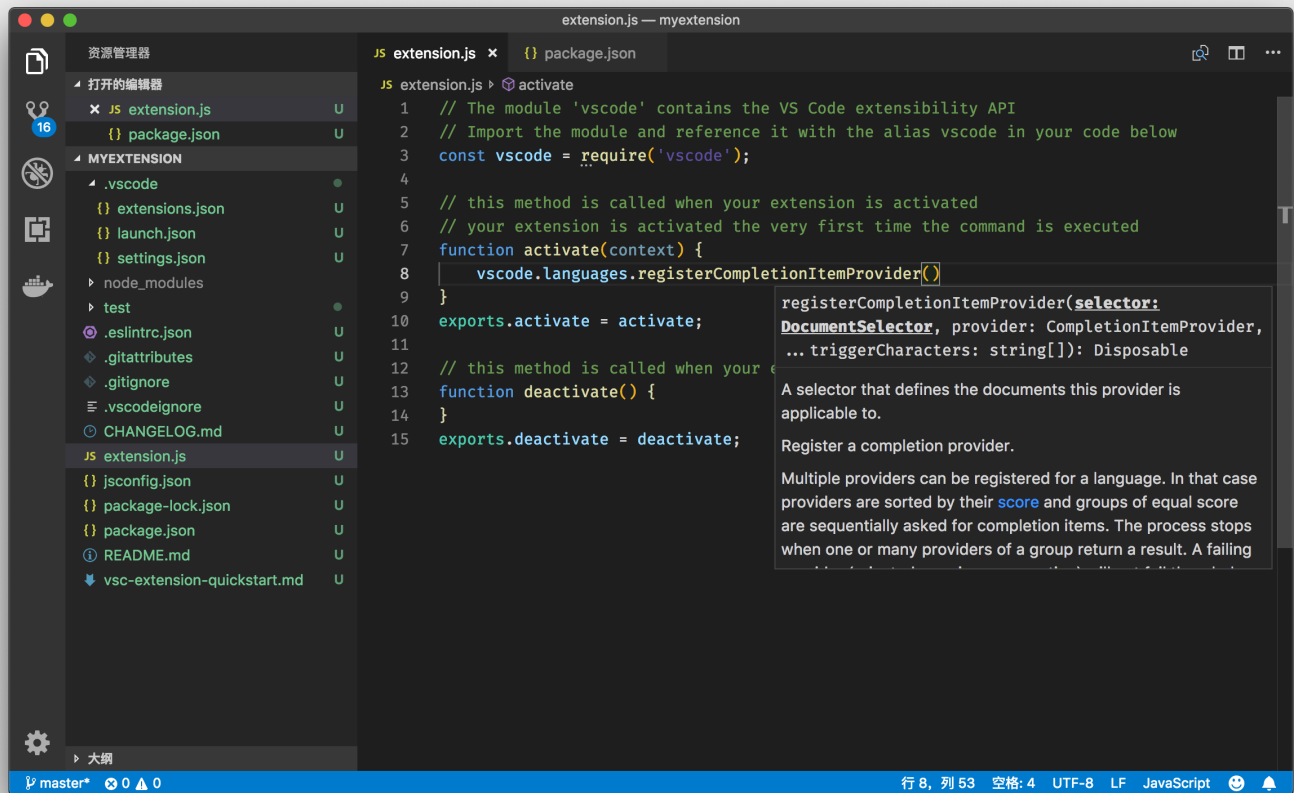 extension.js — myextension
资源管理器
打开的编辑器
JS extension.js U
{} package.json U
MYEXTENSION
.vscode
{} extensions.json U
{} launch.json U
{} settings.json U
node_modules
test
.eslintrc.json U
.gitattributes U
.gitignore U
.vscodeignore U
CHANGELOG.md U
JS extension.js U
{} jsconfig.json U
{} package-lock.json U
{} package.json U
README.md U
vsc-extension-quickstart.md U
大纲
16
JS extension.js × {} package.json
JS extension.js activate
1 // The module 'vscode' contains the VS Code extensibility API
2 // Import the module and reference it with the alias vscode in your code below
3 const vscode = require('vscode');
4
5 // this method is called when your extension is activated
6 // your extension is activated the very first time the command is executed
7 function activate(context) {
8 vscode.languages.registerCompletionItemProvider()
9 }
10 exports.activate = activate;
11
12 // this method is called when your
13 function deactivate() {
14 }
15 exports.deactivate = deactivate;
registerCompletionItemProvider(selector:
DocumentSelector, provider: CompletionItemProvider,
...triggerCharacters: string[]): Disposable
A selector that defines the documents this provider is
applicable to.
Register a completion provider.
Multiple providers can be registered for a language. In that case
providers are sorted by their score and groups of equal score
are sequentially asked for completion items. The process stops
when one or many providers of a group return a result. A failing
master* 0 0 行 8，列 53 空格: 4 UTF-8 LF JavaScript